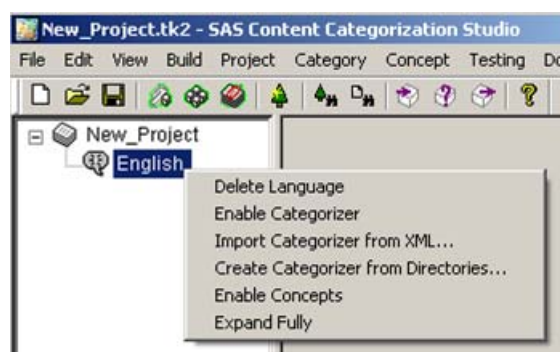 New_Project.tk2 - SAS Content Categorization Studio
File Edit View Build Project Category Concept Testing Do
New_Project
English
Delete Language
Enable Categorizer
Import Categorizer from XML...
Create Categorizer from Directories...
Enable Concepts
Expand Fully